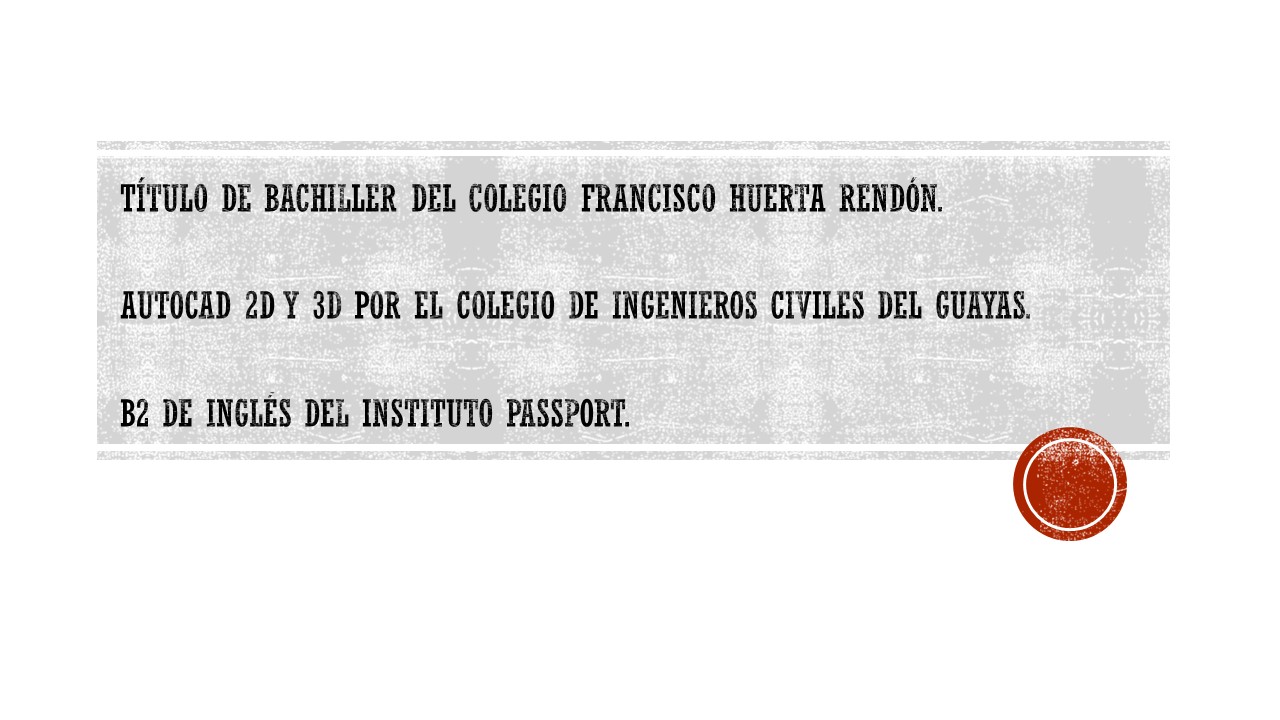 TÍTULO DE BACHILLER DEL COLEGIO FRANCISCO HUERTA RENDÓN.
AUTOCAD 2D Y 3D POR EL COLEGIO DE INGENIEROS CIVILES DEL GUAYAS.
B2 DE INGLÉS DEL INSTITUTO PASSPORT.